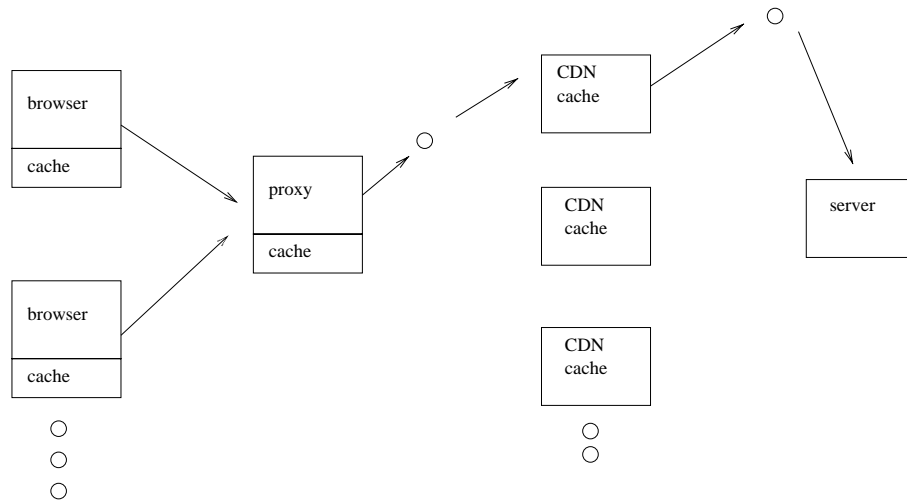 browser
cache
browser
cache
proxy
cache
CDN
cache
CDN
cache
CDN
cache
server